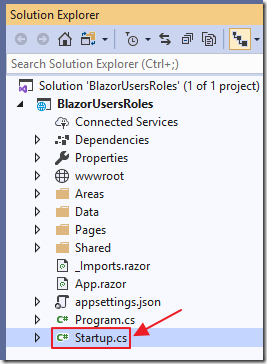 Solution Explorer
Search Solution Explorer (Ctrl+;)
Solution 'BlazorUsersRoles' (1 of 1 project)
BlazorUsersRoles
Connected Services
Dependencies
Properties
wwwroot
Areas
Data
Pages
Shared
_Imports.razor
App.razor
appsettings.json
C# Program.cs
C# Startup.cs